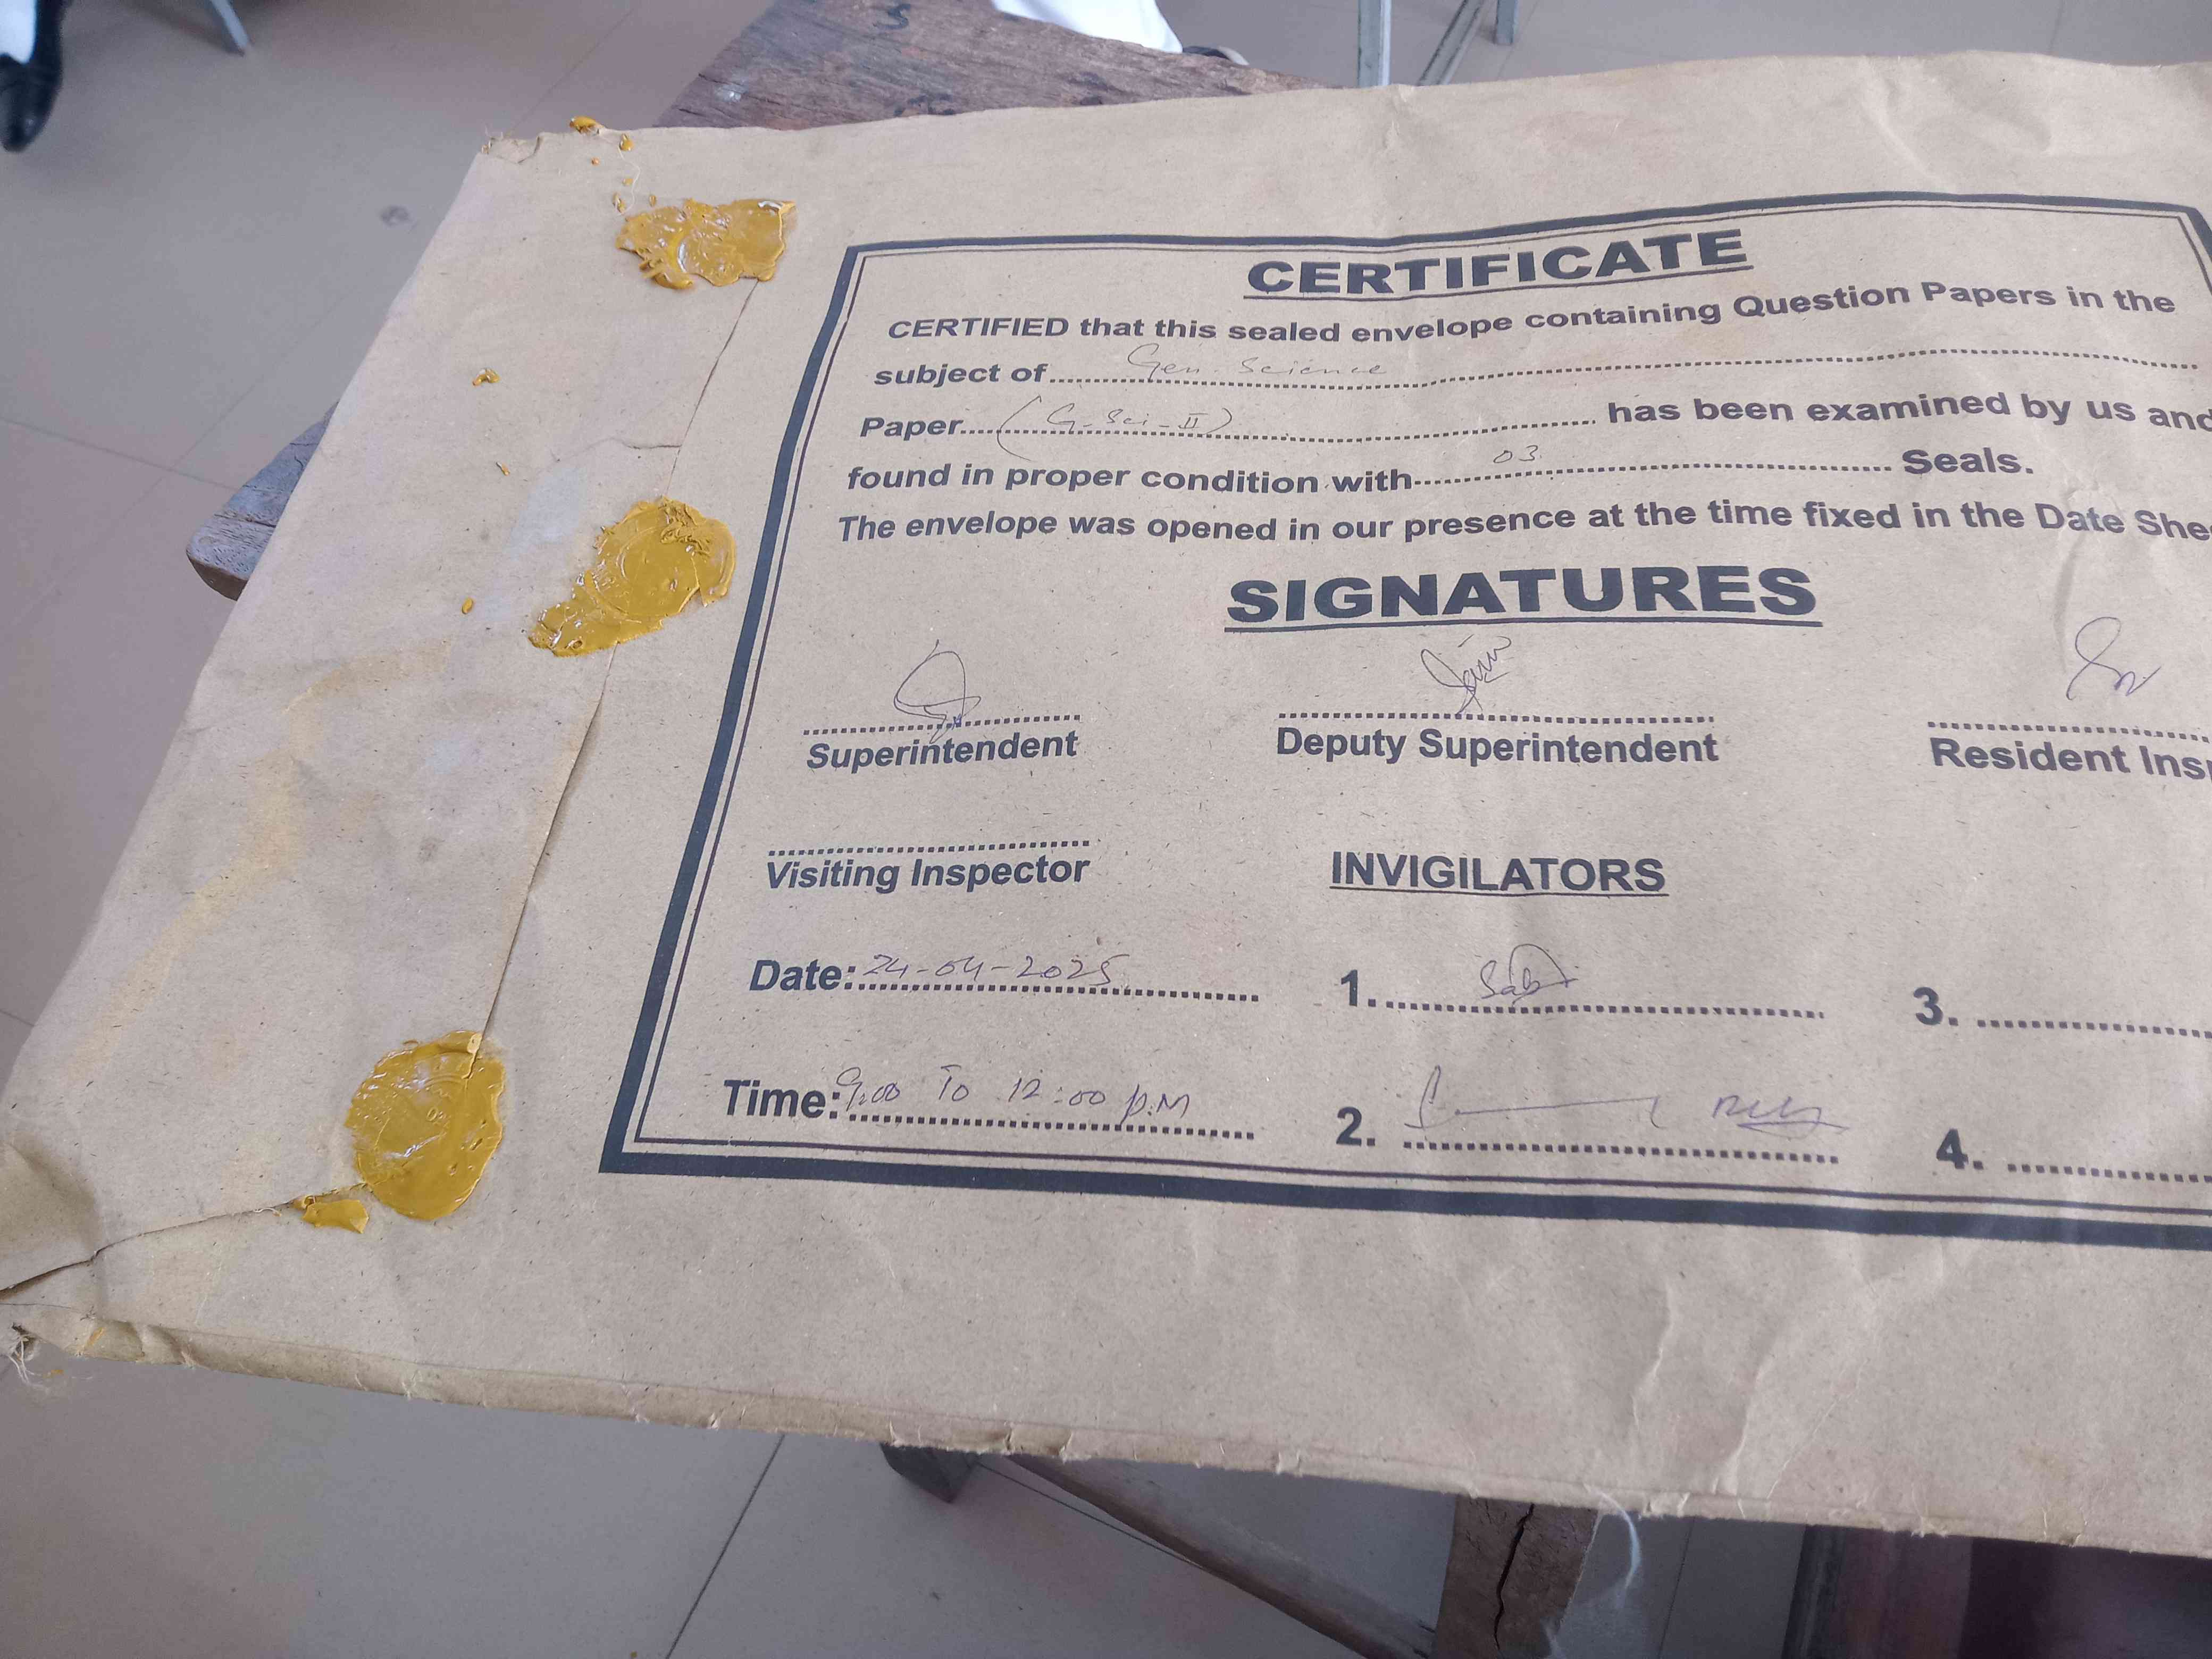 CERTIFICATE
CERTIFIED that this sealed envelope containing Question Papers in the
subject of Gen. Science
Paper (G. Sci - II) has been examined by us and
found in proper condition with 03 Seals.
The envelope was opened in our presence at the time fixed in the Date
SIGNATURES
Superintendent
Deputy Superintendent
Resident
Visiting Inspector
INVIGILATORS
Date: 24-04-2025
1.
3.
Time: 9:00 To 12:00 p.M
2.
4.